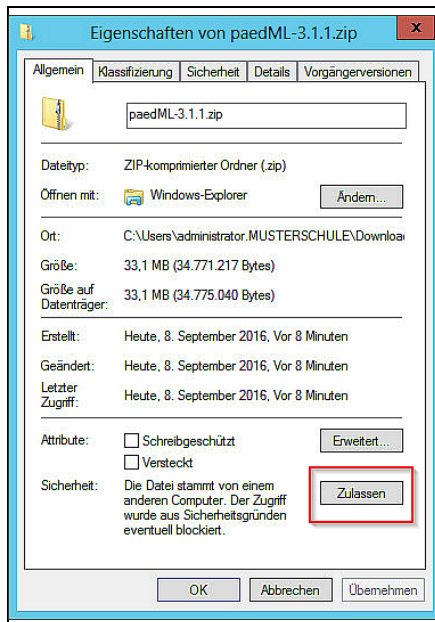 Eigenschaften von paedML-3.1.1.zip
x
Allgemein Klassifizierung Sicherheit Details Vorgängerversionen
paedML-3.1.1.zip
Dateityp: ZIP-komprimierter Ordner (.zip)
Öffnen mit: Windows-Explorer Ändern...
Ort: C:\Users\administrator.MUSTERSCHULE\Downloa
Größe: 33,1 MB (34.771.217 Bytes)
Größe auf
Datenträger: 33,1 MB (34.775.040 Bytes)
Erstellt: Heute, 8. September 2016, Vor 8 Minuten
Geändert: Heute, 8. September 2016, Vor 8 Minuten
Letzter
Zugriff: Heute, 8. September 2016, Vor 8 Minuten
Attribute: Schreibgeschützt Erweitert...
Versteckt
Sicherheit: Die Datei stammt von einem
anderen Computer. Der Zugriff
wurde aus Sicherheitsgründen
eventuell blockiert.
Zulassen
OK Abbrechen Übernehmen